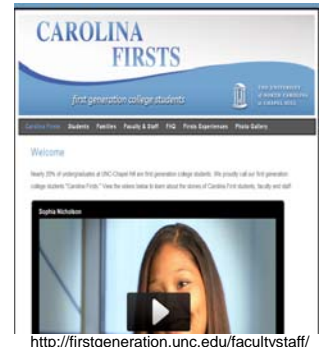 CAROLINA
FIRSTS
first generation college students
THE UNIVERSITY
of NORTH CAROLINA
at CHAPEL HILL
Carolina Firsts Students Families Faculty & Staff FAQ Firsts Experiences Photo Gallery
Welcome
Nearly 20% of undergraduates at UNC-Chapel Hill are first generation college students. We proudly call our first generation
college students "Carolina Firsts." View the videos below to learn about the stories of Carolina First students, faculty and staff
Sophia Nicholson
http://firstgeneration.unc.edu/facultystaff/